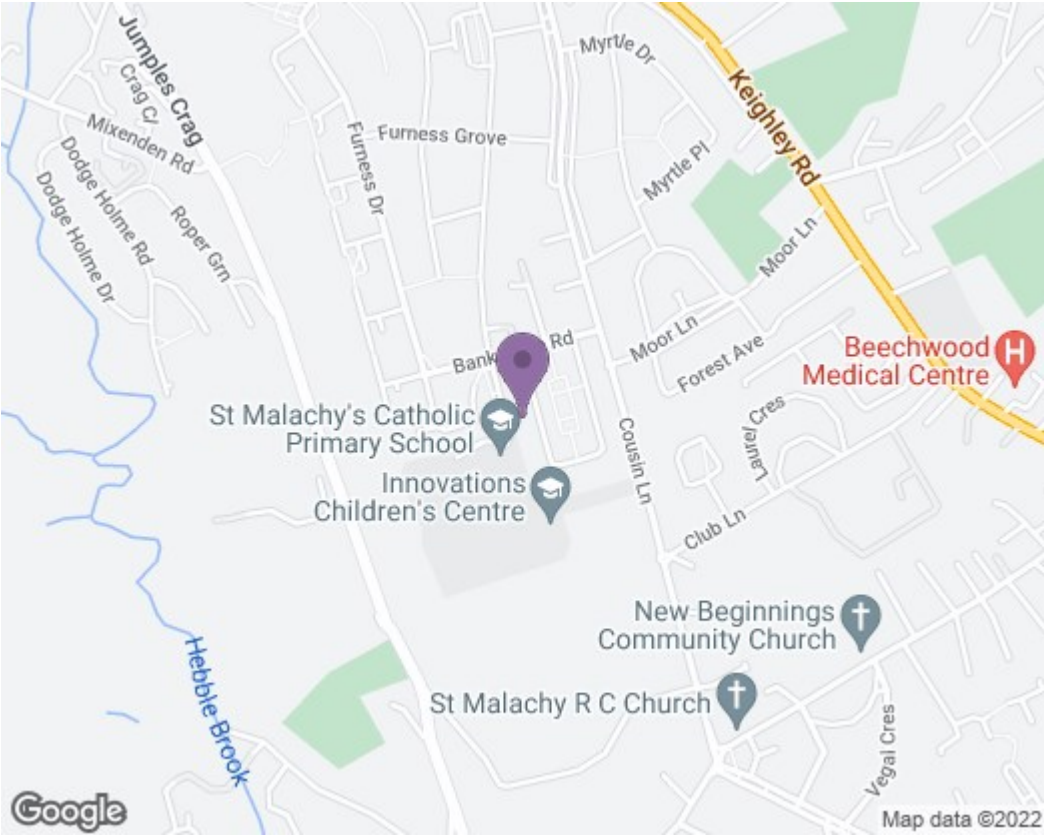 Jumples Crag
Crag C/
Mixenden Rd
Dodge Holme Rd
Dodge Holme Dr
Roper Grn
Furness Grove
Furness Dr
Myrtle Dr
Keighley Rd
Myrtle Pl
Moor Ln
Moor Ln
Forest Ave
Bank
Rd
Beechwood
Medical Centre
H
St Malachy's Catholic
Primary School
Laurel Cres
Cousin Ln
Innovations
Children's Centre
Club Ln
New Beginnings
Community Church
Hebble Brook
St Malachy R C Church
Vegal Cres
Google
Map data ©2022